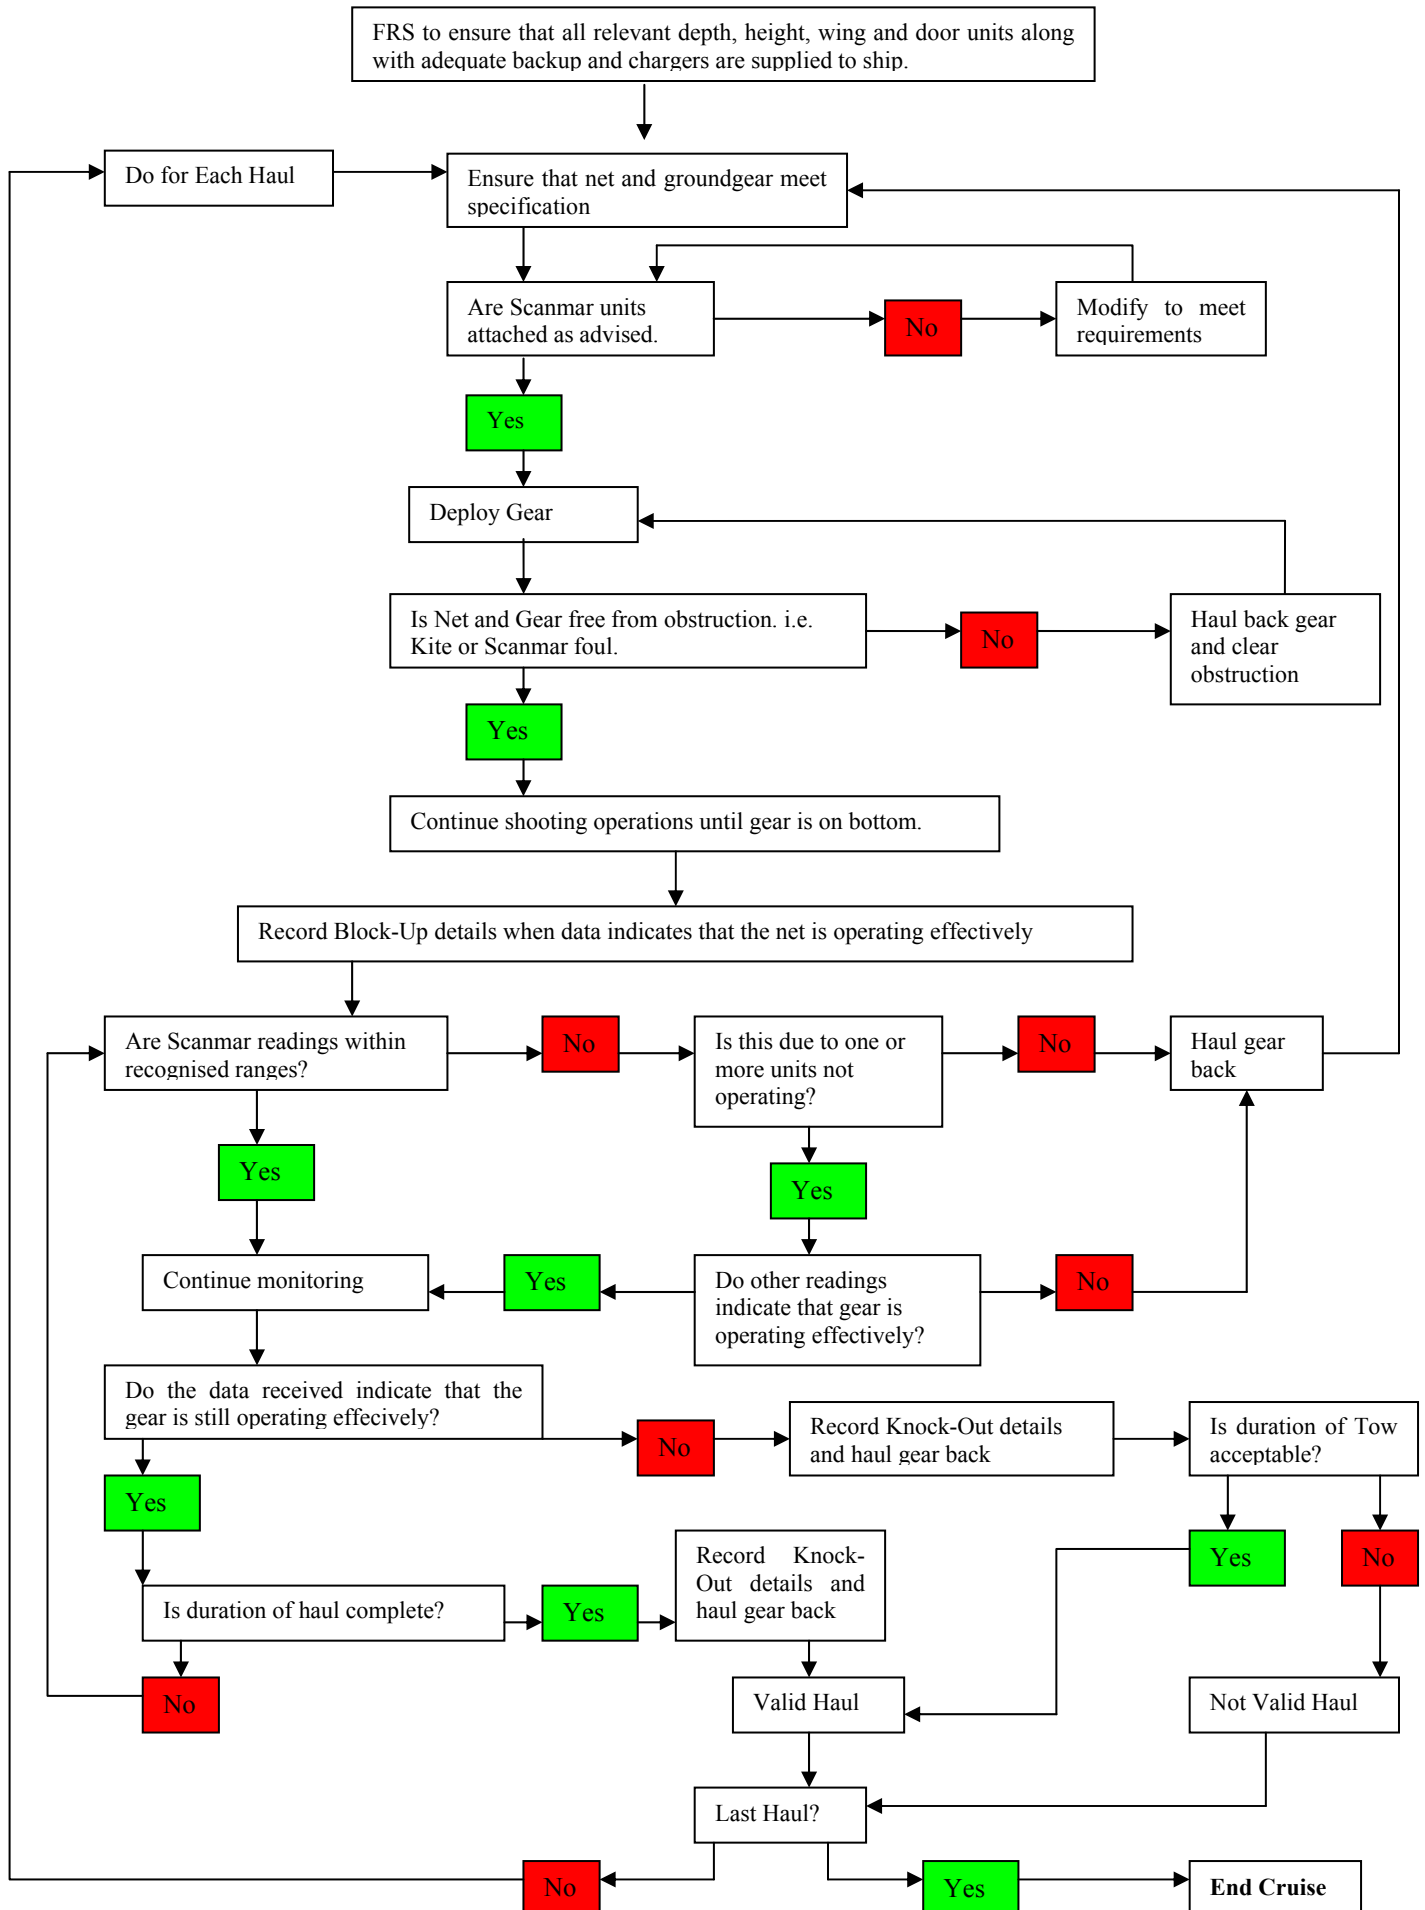 FRS to ensure that all relevant depth, height, wing and door units along
with adequate backup and chargers are supplied to ship.
Do for Each Haul
Ensure that net and groundgear meet
specification
Are Scanmar units
attached as advised.
No
Modify to meet
requirements
Yes
Deploy Gear
Is Net and Gear free from obstruction. i.e.
Kite or Scanmar foul.
No
Haul back gear
and clear
obstruction
Yes
Continue shooting operations until gear is on bottom.
Record Block-Up details when data indicates that the net is operating effectively
Are Scanmar readings within
recognised ranges?
No
Is this due to one or
more units not
operating?
No
Haul gear
back
Yes
Yes
Continue monitoring
Yes
Do other readings
indicate that gear is
operating effectively?
No
Do the data received indicate that the
gear is still operating effecively?
No
Record Knock-Out details
and haul gear back
Is duration of Tow
acceptable?
Yes
Yes
No
Is duration of haul complete?
Yes
Record Knock-
Out details and
haul gear back
No
Valid Haul
Not Valid Haul
Last Haul?
No
Yes
End Cruise